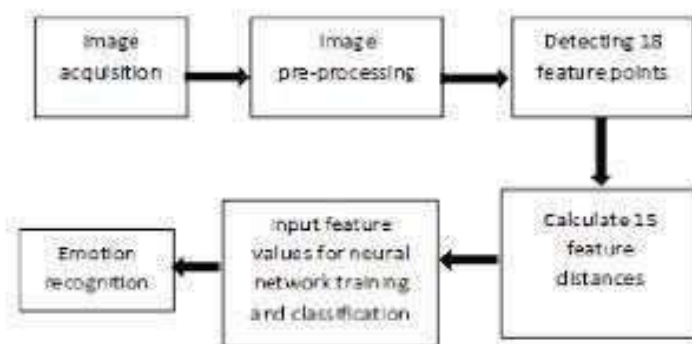 Image
acquisition
Image
pre-processing
Detecting 18
feature points
Calculate 15
feature
distances
Input feature
values for neural
network training
and classification
Emotion
recognition